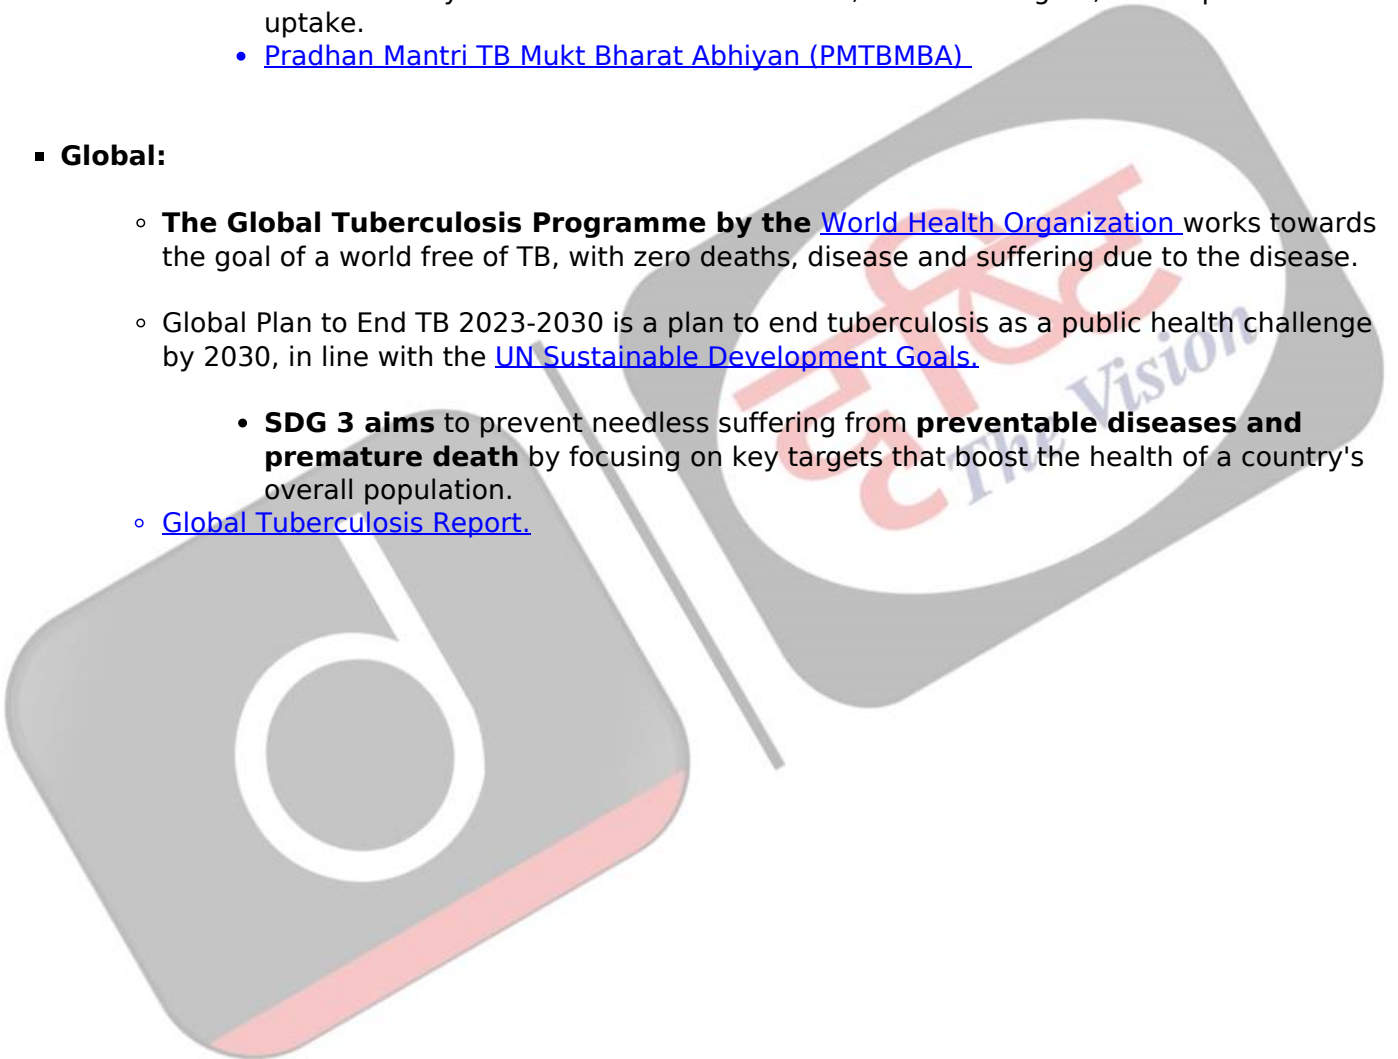 uptake.
• Pradhan Mantri TB Mukt Bharat Abhiyan (PMTBMBA)
▪ Global:
◦ The Global Tuberculosis Programme by the World Health Organization works towards
the goal of a world free of TB, with zero deaths, disease and suffering due to the disease.
◦ Global Plan to End TB 2023-2030 is a plan to end tuberculosis as a public health challenge
by 2030, in line with the UN Sustainable Development Goals.
• SDG 3 aims to prevent needless suffering from preventable diseases and
premature death by focusing on key targets that boost the health of a country's
overall population.
◦ Global Tuberculosis Report.
दृष्टि
The Vision
d